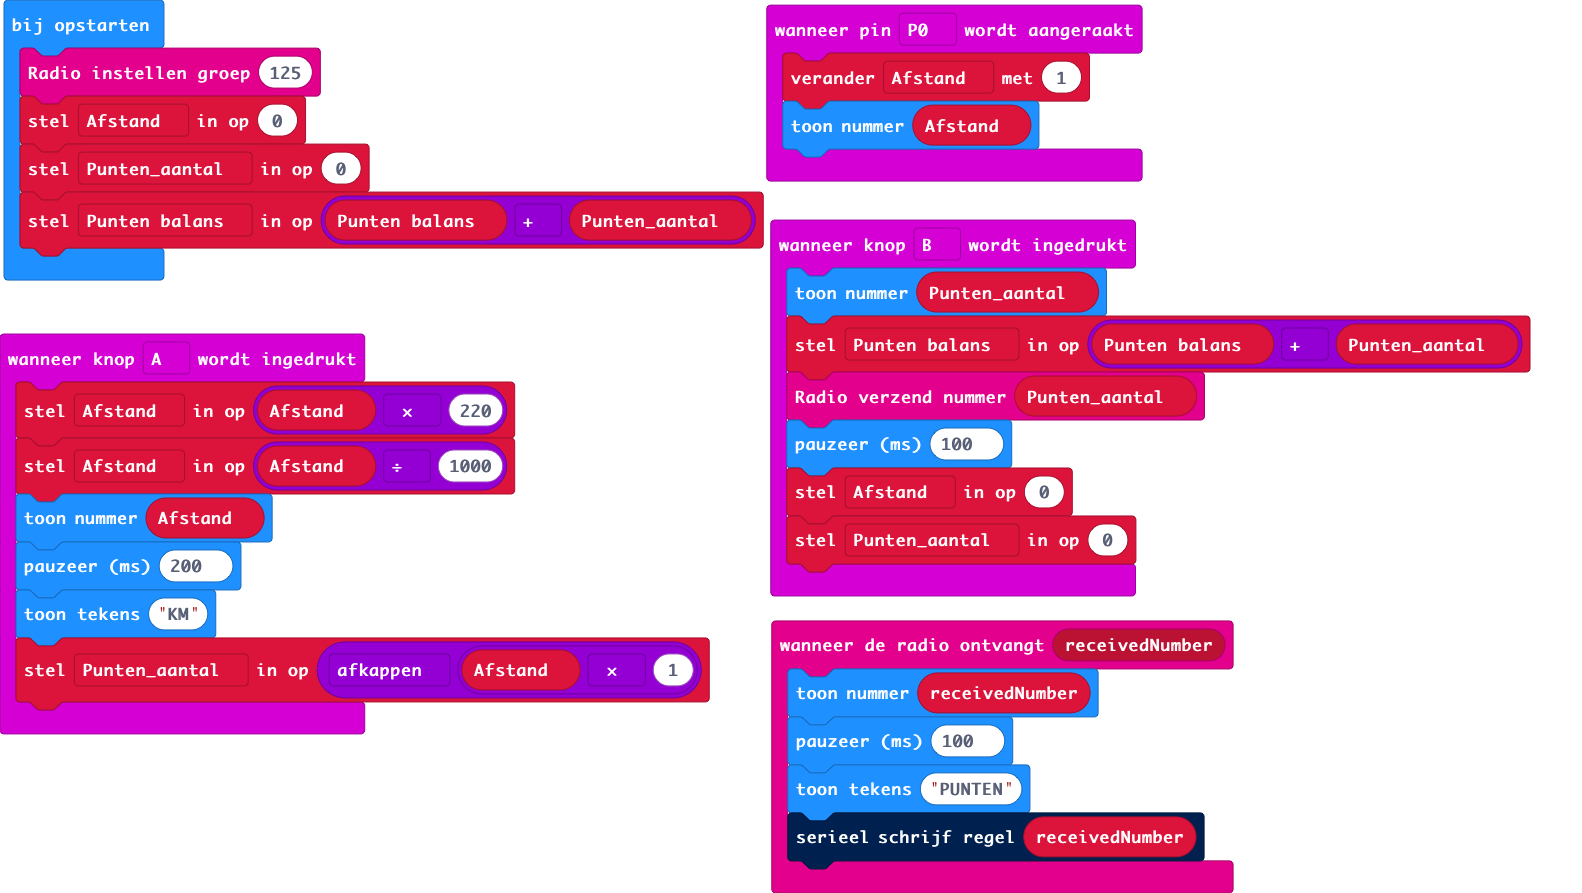 bij opstarten
Radio instellen groep 125
stel Afstand in op 0
stel Punten_aantal in op 0
stel Punten balans in op Punten balans + Punten_aantal
wanneer knop A wordt ingedrukt
stel Afstand in op Afstand × 220
stel Afstand in op Afstand ÷ 1000
toon nummer Afstand
pauzeer (ms) 200
toon tekens "KM"
stel Punten_aantal in op afkappen Afstand × 1
wanneer pin P0 wordt aangeraakt
verander Afstand met 1
toon nummer Afstand
wanneer knop B wordt ingedrukt
toon nummer Punten_aantal
stel Punten balans in op Punten balans + Punten_aantal
Radio verzend nummer Punten_aantal
pauzeer (ms) 100
stel Afstand in op 0
stel Punten_aantal in op 0
wanneer de radio ontvangt receivedNumber
toon nummer receivedNumber
pauzeer (ms) 100
toon tekens "PUNTEN"
serieel schrijf regel receivedNumber